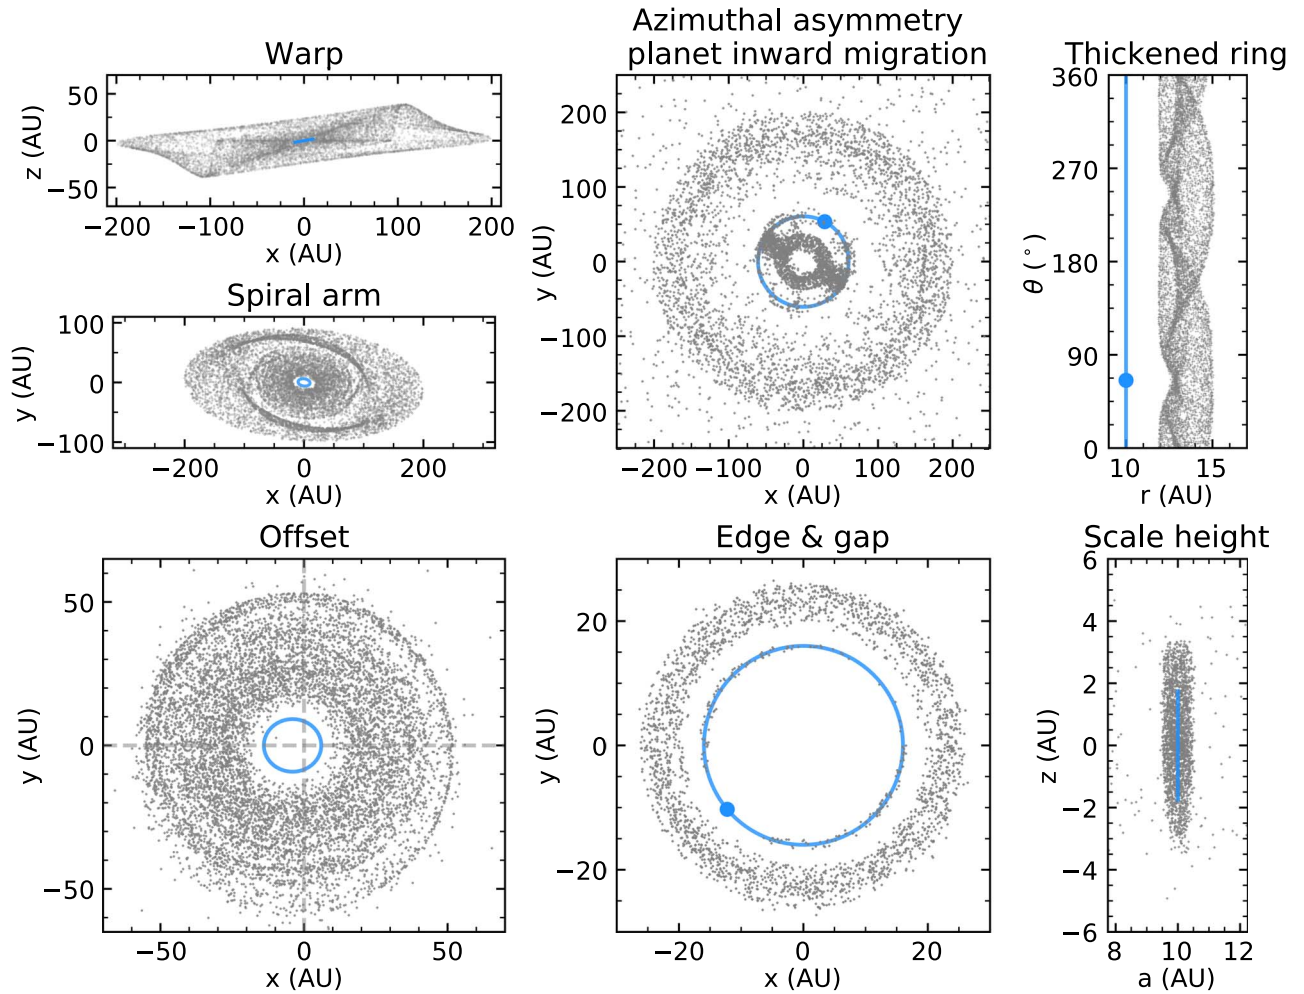 Warp
50
0
−50
z (AU)
−200 −100 0 100 200
x (AU)
Spiral arm
100
0
−100
y (AU)
−200 0 200
x (AU)
Azimuthal asymmetry
planet inward migration
200
100
0
−100
−200
y (AU)
−200 −100 0 100 200
x (AU)
Thickened ring
360
270
180
90
0
θ (°)
10 15
r (AU)
Offset
50
0
−50
y (AU)
−50 0 50
x (AU)
Edge & gap
20
0
−20
y (AU)
−20 0 20
x (AU)
Scale height
6
4
2
0
−2
−4
−6
z (AU)
8 10 12
a (AU)